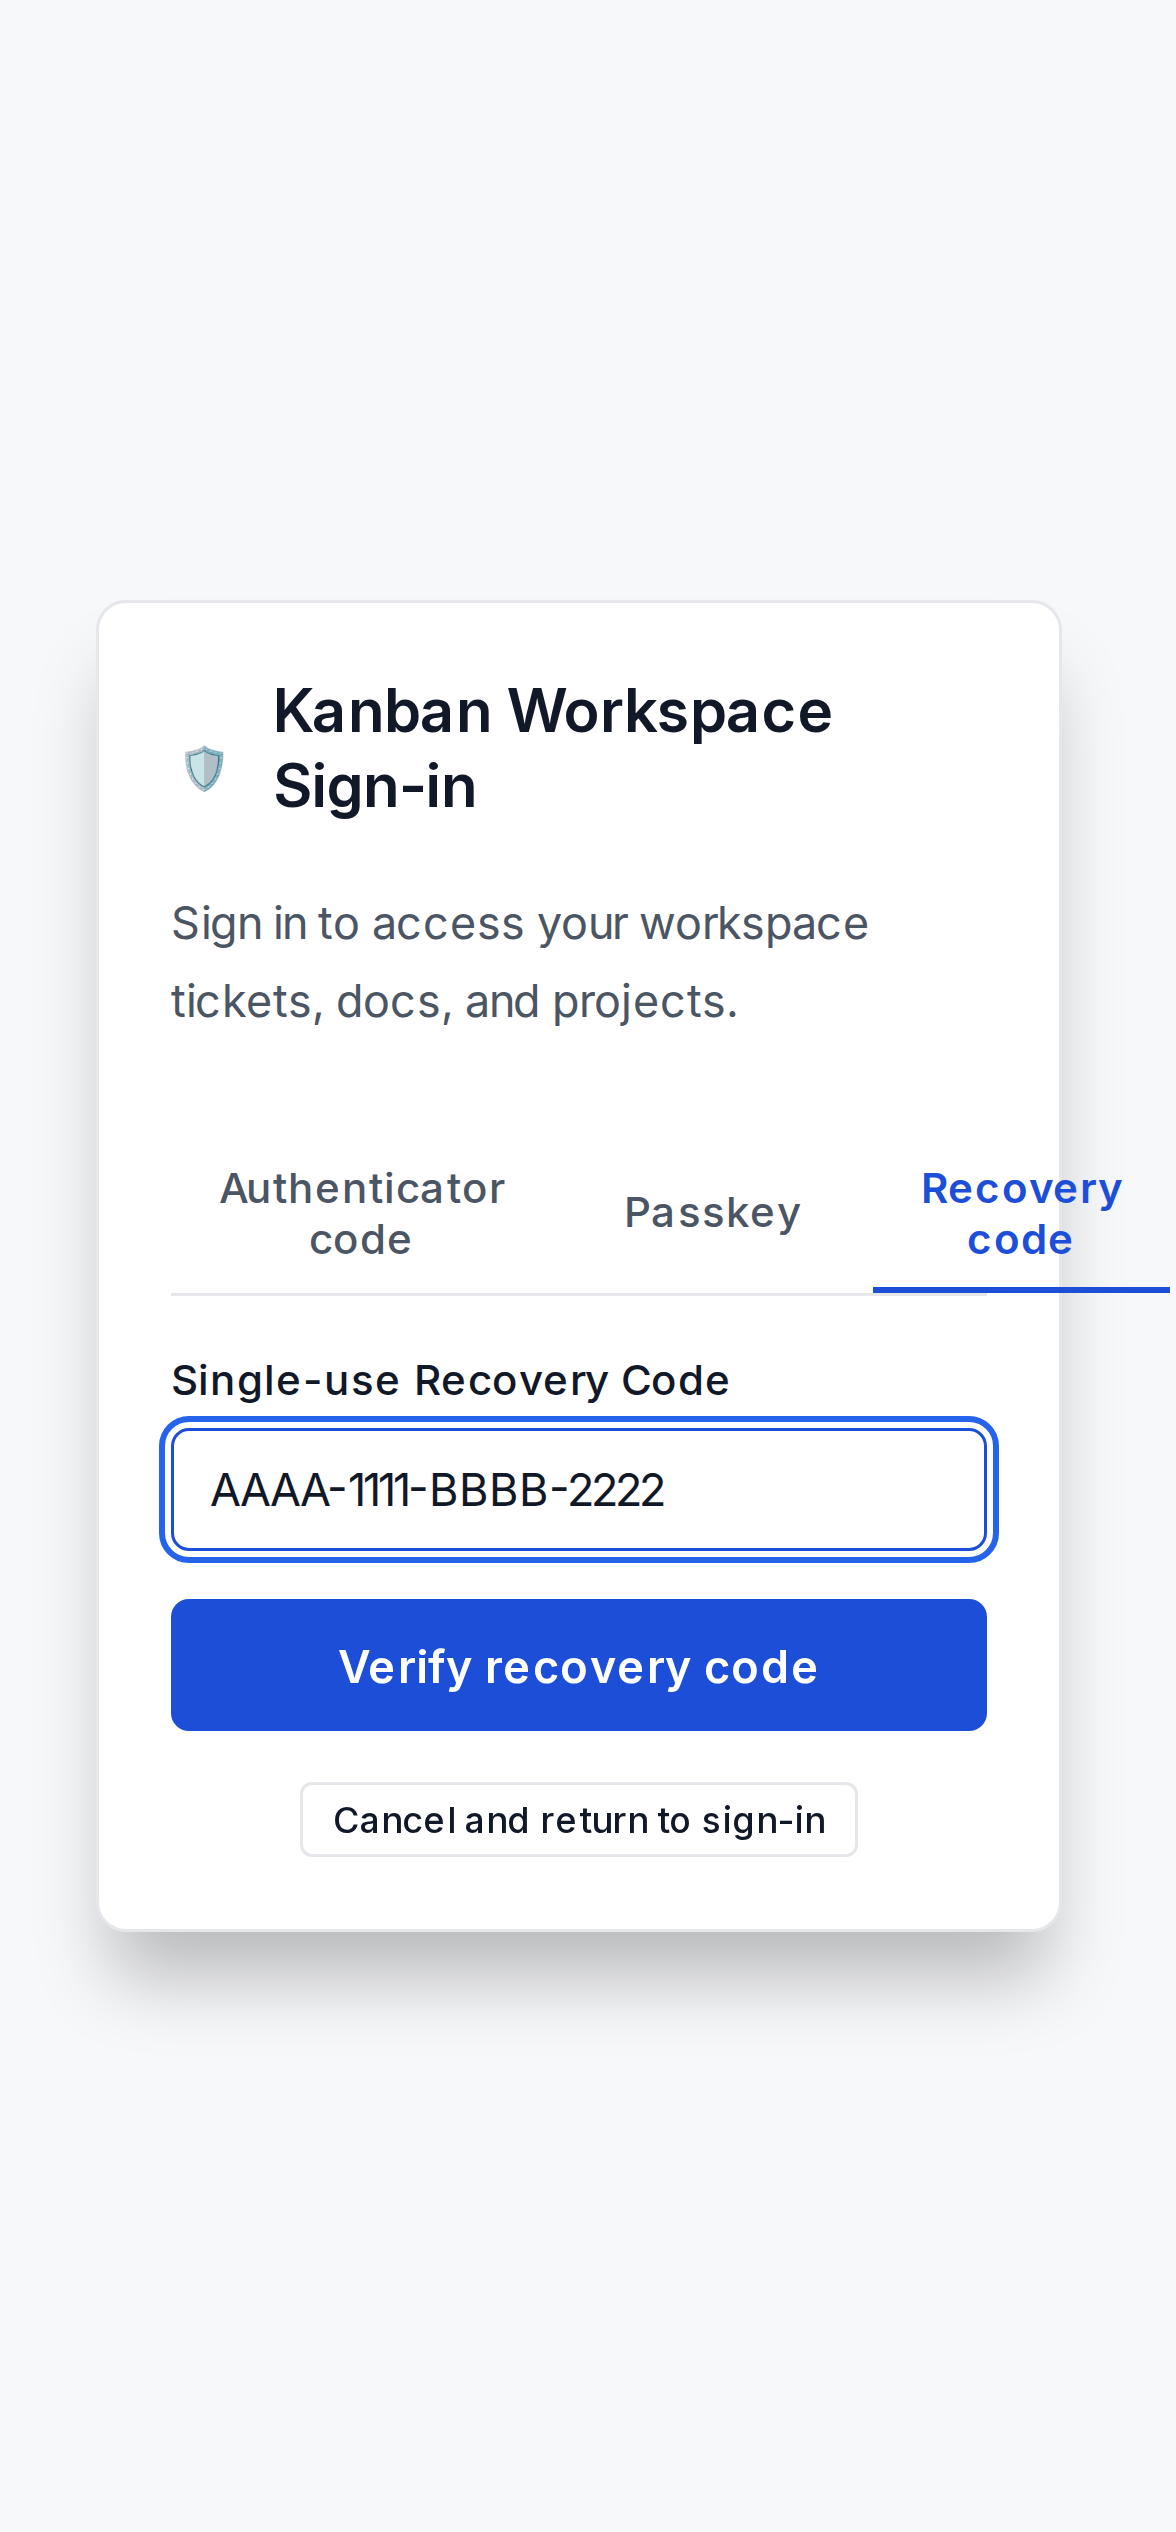 Kanban Workspace
Sign-in
Sign in to access your workspace
tickets, docs, and projects.
Authenticator
code
Passkey
Recovery
code
Single-use Recovery Code
AAAA-1111-BBBB-2222
Verify recovery code
Cancel and return to sign-in